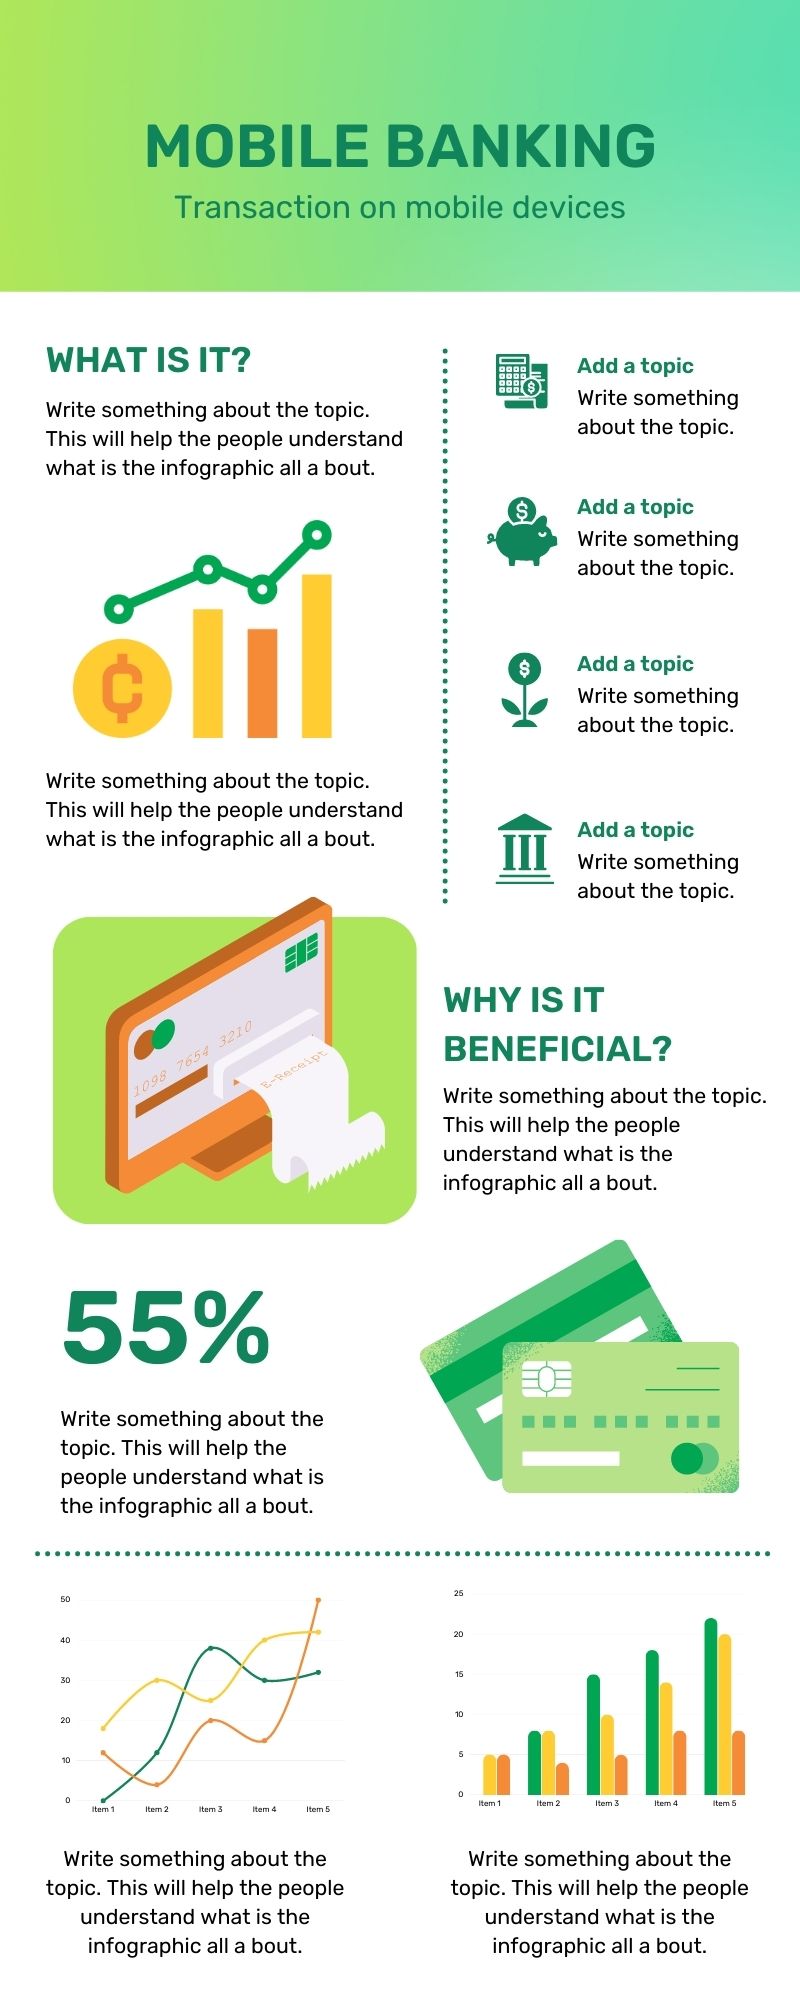 MOBILE BANKING
Transaction on mobile devices
WHAT IS IT?
Write something about the topic.
This will help the people understand
what is the infographic all a bout.
Write something about the topic.
This will help the people understand
what is the infographic all a bout.
Add a topic
Write something
about the topic.
Add a topic
Write something
about the topic.
Add a topic
Write something
about the topic.
Add a topic
Write something
about the topic.
1098 7654 3210
E-Receipt
WHY IS IT
BENEFICIAL?
Write something about the topic.
This will help the people
understand what is the
infographic all a bout.
55%
Write something about the
topic. This will help the
people understand what is
the infographic all a bout.
50
40
30
20
10
0
Item 1 Item 2 Item 3 Item 4 Item 5
25
20
15
10
5
0
Item 1 Item 2 Item 3 Item 4 Item 5
Write something about the
topic. This will help the people
understand what is the
infographic all a bout.
Write something about the
topic. This will help the people
understand what is the
infographic all a bout.